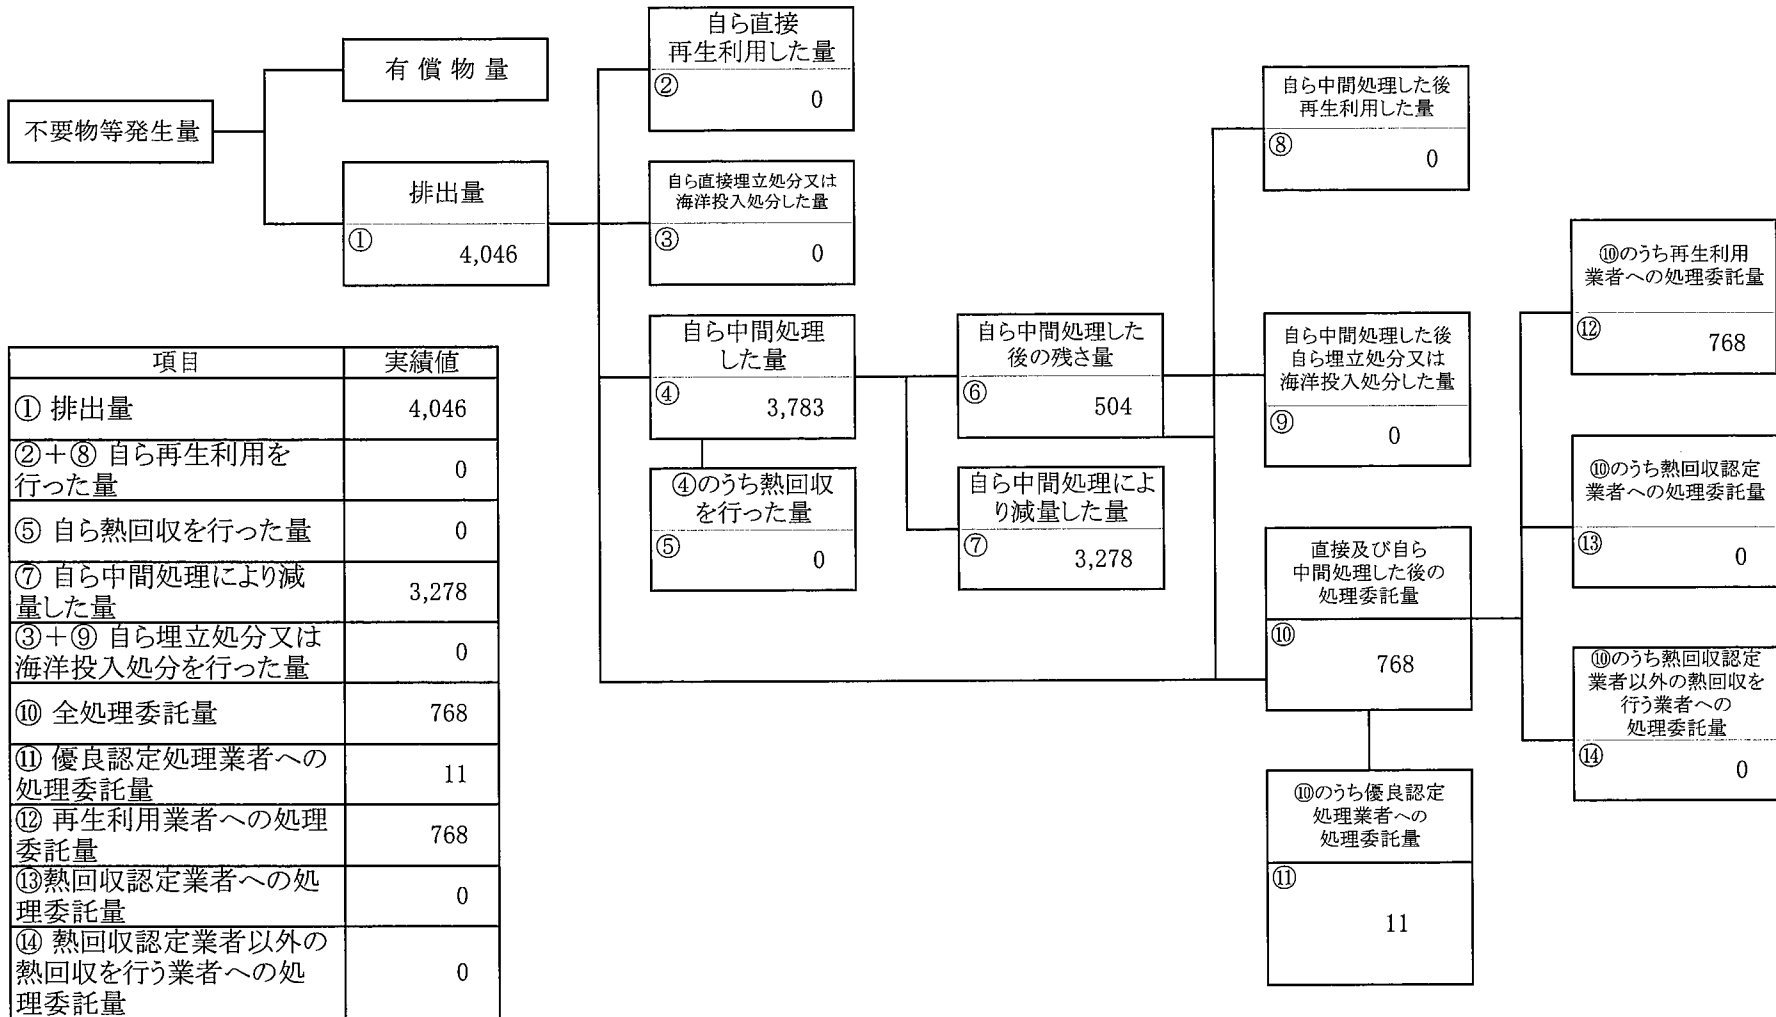 不要物等発生量
有償物量
排出量
①
4,046
自ら直接
再生利用した量
②
0
自ら直接埋立処分又は
海洋投入処分した量
③
0
自ら中間処理
した量
④
3,783
④のうち熱回収
を行った量
⑤
0
自ら中間処理した
後の残さ量
⑥
504
自ら中間処理によ
り減量した量
⑦
3,278
自ら中間処理した後
再生利用した量
⑧
0
自ら中間処理した後
自ら埋立処分又は
海洋投入処分した量
⑨
0
直接及び自ら
中間処理した後の
処理委託量
⑩
768
⑩のうち優良認定
処理業者への
処理委託量
⑪
11
⑩のうち再生利用
業者への処理委託量
⑫
768
⑩のうち熱回収認定
業者への処理委託量
⑬
0
⑩のうち熱回収認定
業者以外の熱回収を
行う業者への
処理委託量
⑭
0
項目 実績値
① 排出量 4,046
②+⑧ 自ら再生利用を
行った量 0
⑤ 自ら熱回収を行った量 0
⑦ 自ら中間処理により減
量した量 3,278
③+⑨ 自ら埋立処分又は
海洋投入処分を行った量 0
⑩ 全処理委託量 768
⑪ 優良認定処理業者への
処理委託量 11
⑫ 再生利用業者への処理
委託量 768
⑬熱回収認定業者への処
理委託量 0
⑭ 熱回収認定業者以外の
熱回収を行う業者への処
理委託量 0